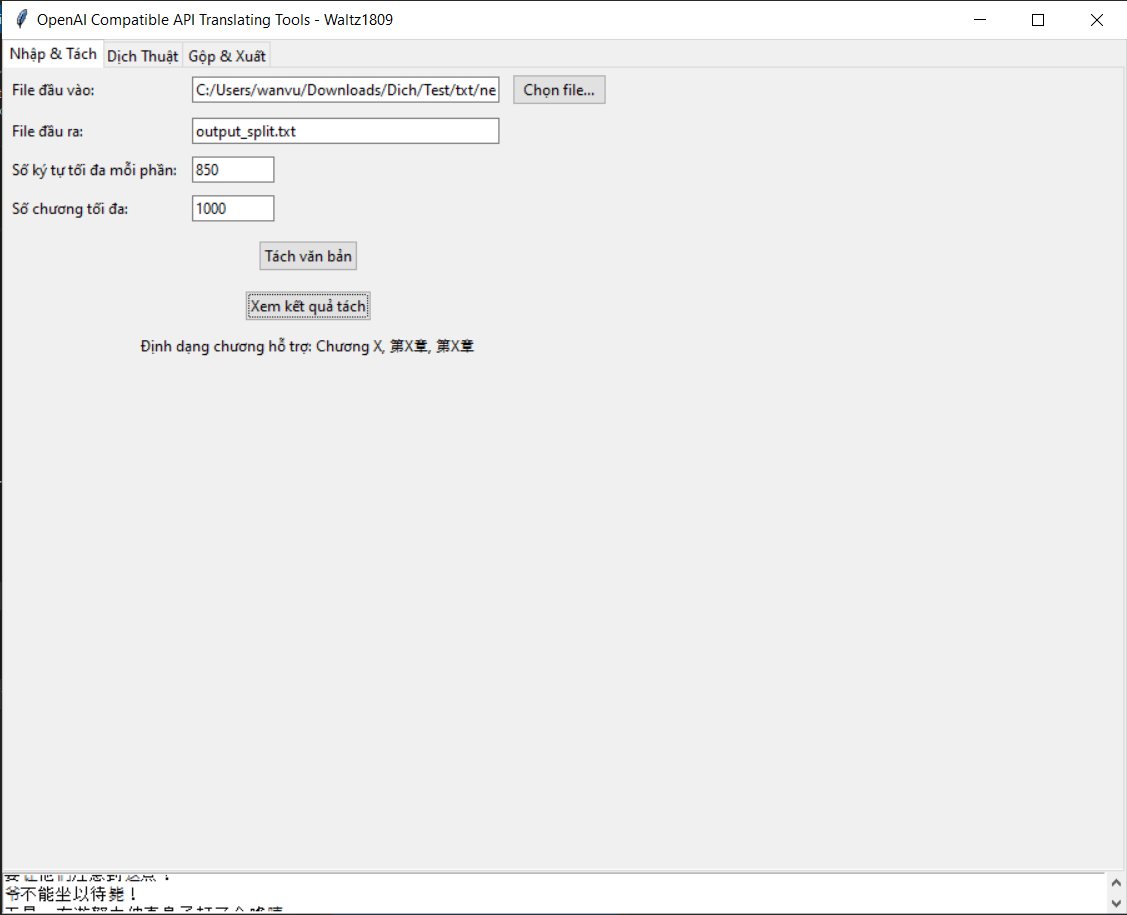 OpenAI Compatible API Translating Tools - Waltz1809
Nhập & Tách Dịch Thuật Gộp & Xuất
File đầu vào: C:/Users/wanvu/Downloads/Dich/Test/txt/ne Chọn file...
File đầu ra: output_split.txt
Số ký tự tối đa mỗi phần: 850
Số chương tối đa: 1000
Tách văn bản
Xem kết quả tách
Định dạng chương hỗ trợ: Chương X, 第X章, 第X章
爷不能坐以待毙！